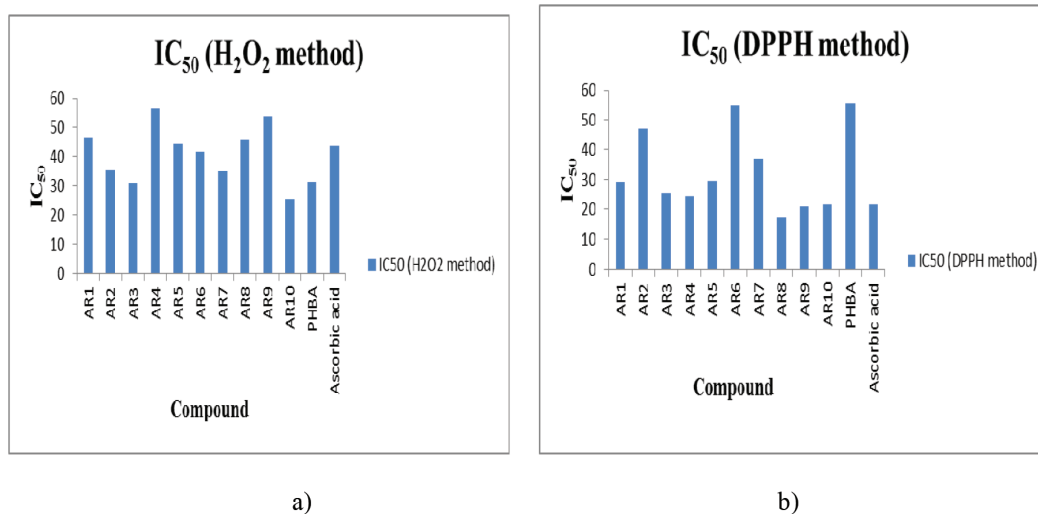 IC₅₀ (H₂O₂ method)
60
50
40
30
20
10
0
IC₅₀
AR1
AR2
AR3
AR4
AR5
AR6
AR7
AR8
AR9
AR10
PHBA
Ascorbic acid
IC50 (H2O2 method)
Compound
a)
IC₅₀ (DPPH method)
60
50
40
30
20
10
0
IC₅₀
AR1
AR2
AR3
AR4
AR5
AR6
AR7
AR8
AR9
AR10
PHBA
Ascorbic acid
IC50 (DPPH method)
Compound
b)